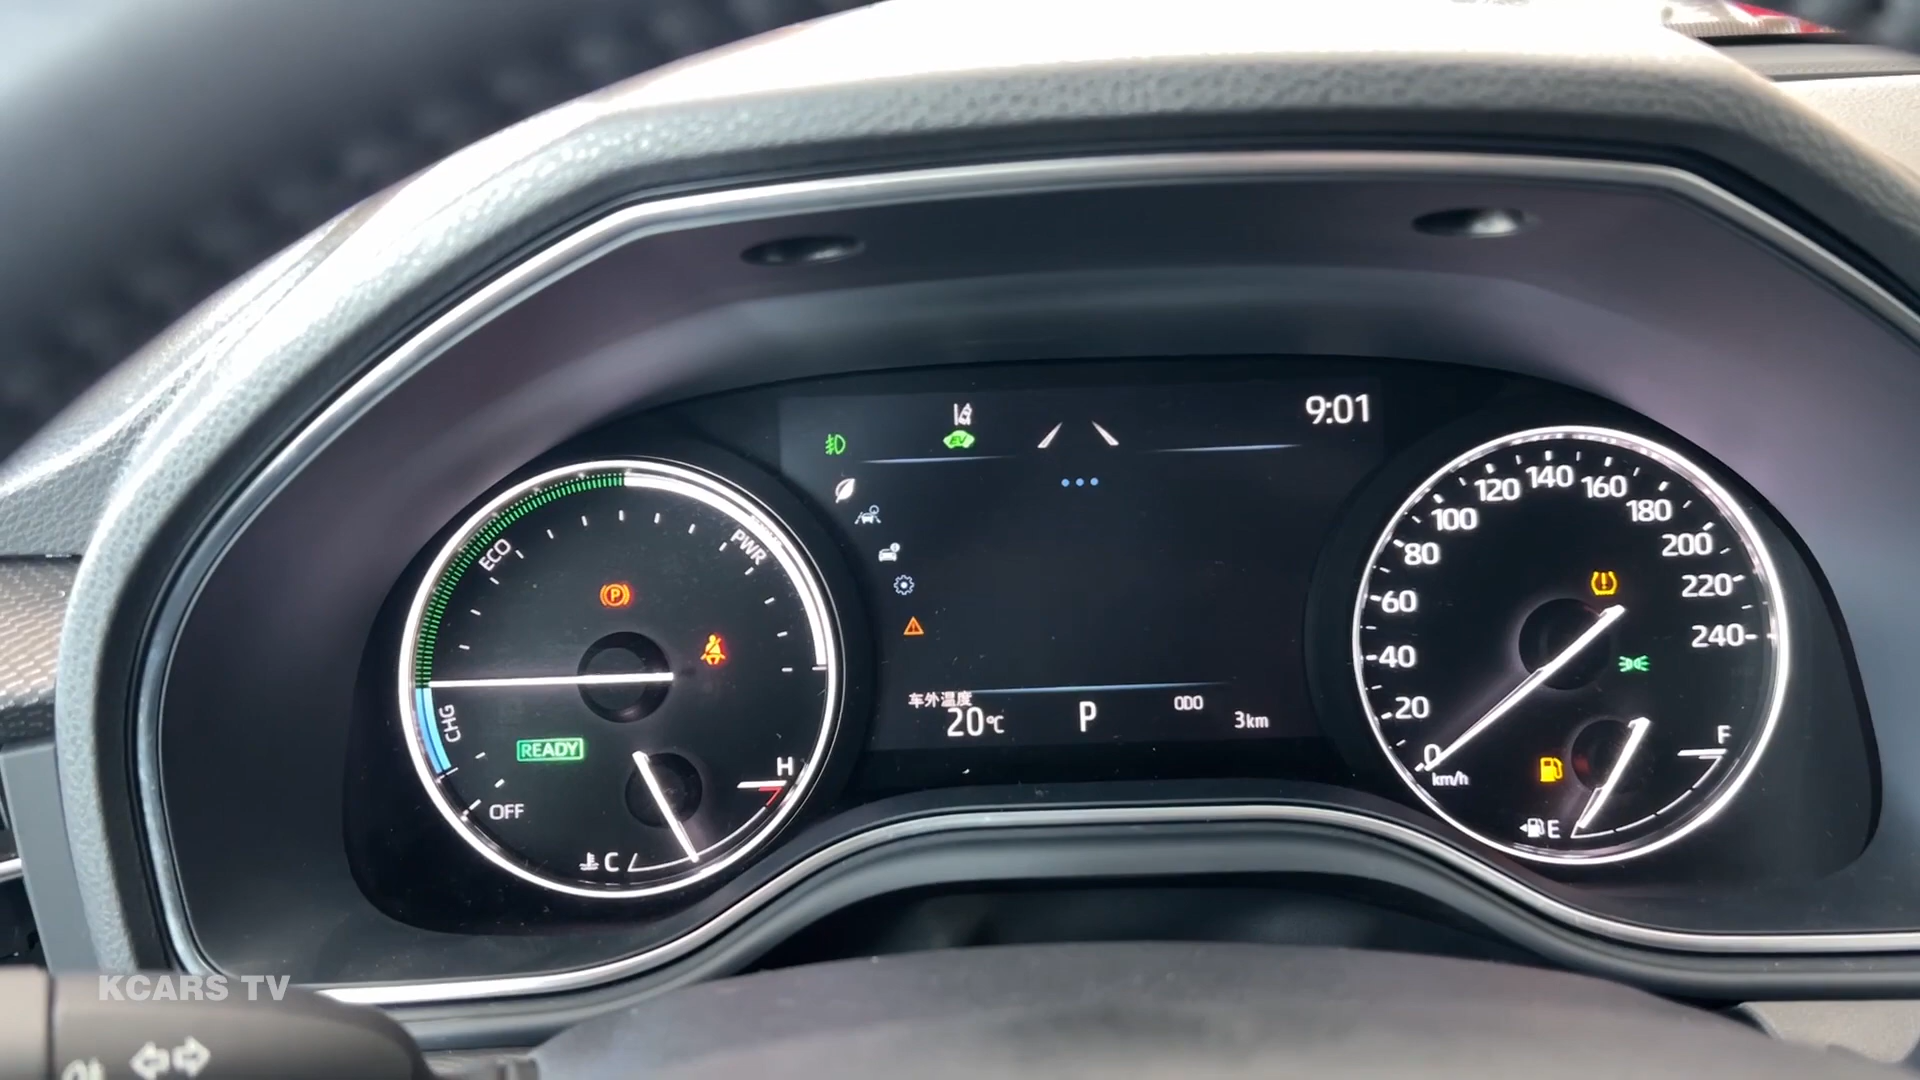 9:01
EV
ECO
PWR
CHG
P
READY
OFF
C
H
车外温度
20℃
P
ODO
3km
0
20
40
60
80
100
120
140
160
180
200
220
240
km/h
E
F
KCARS TV